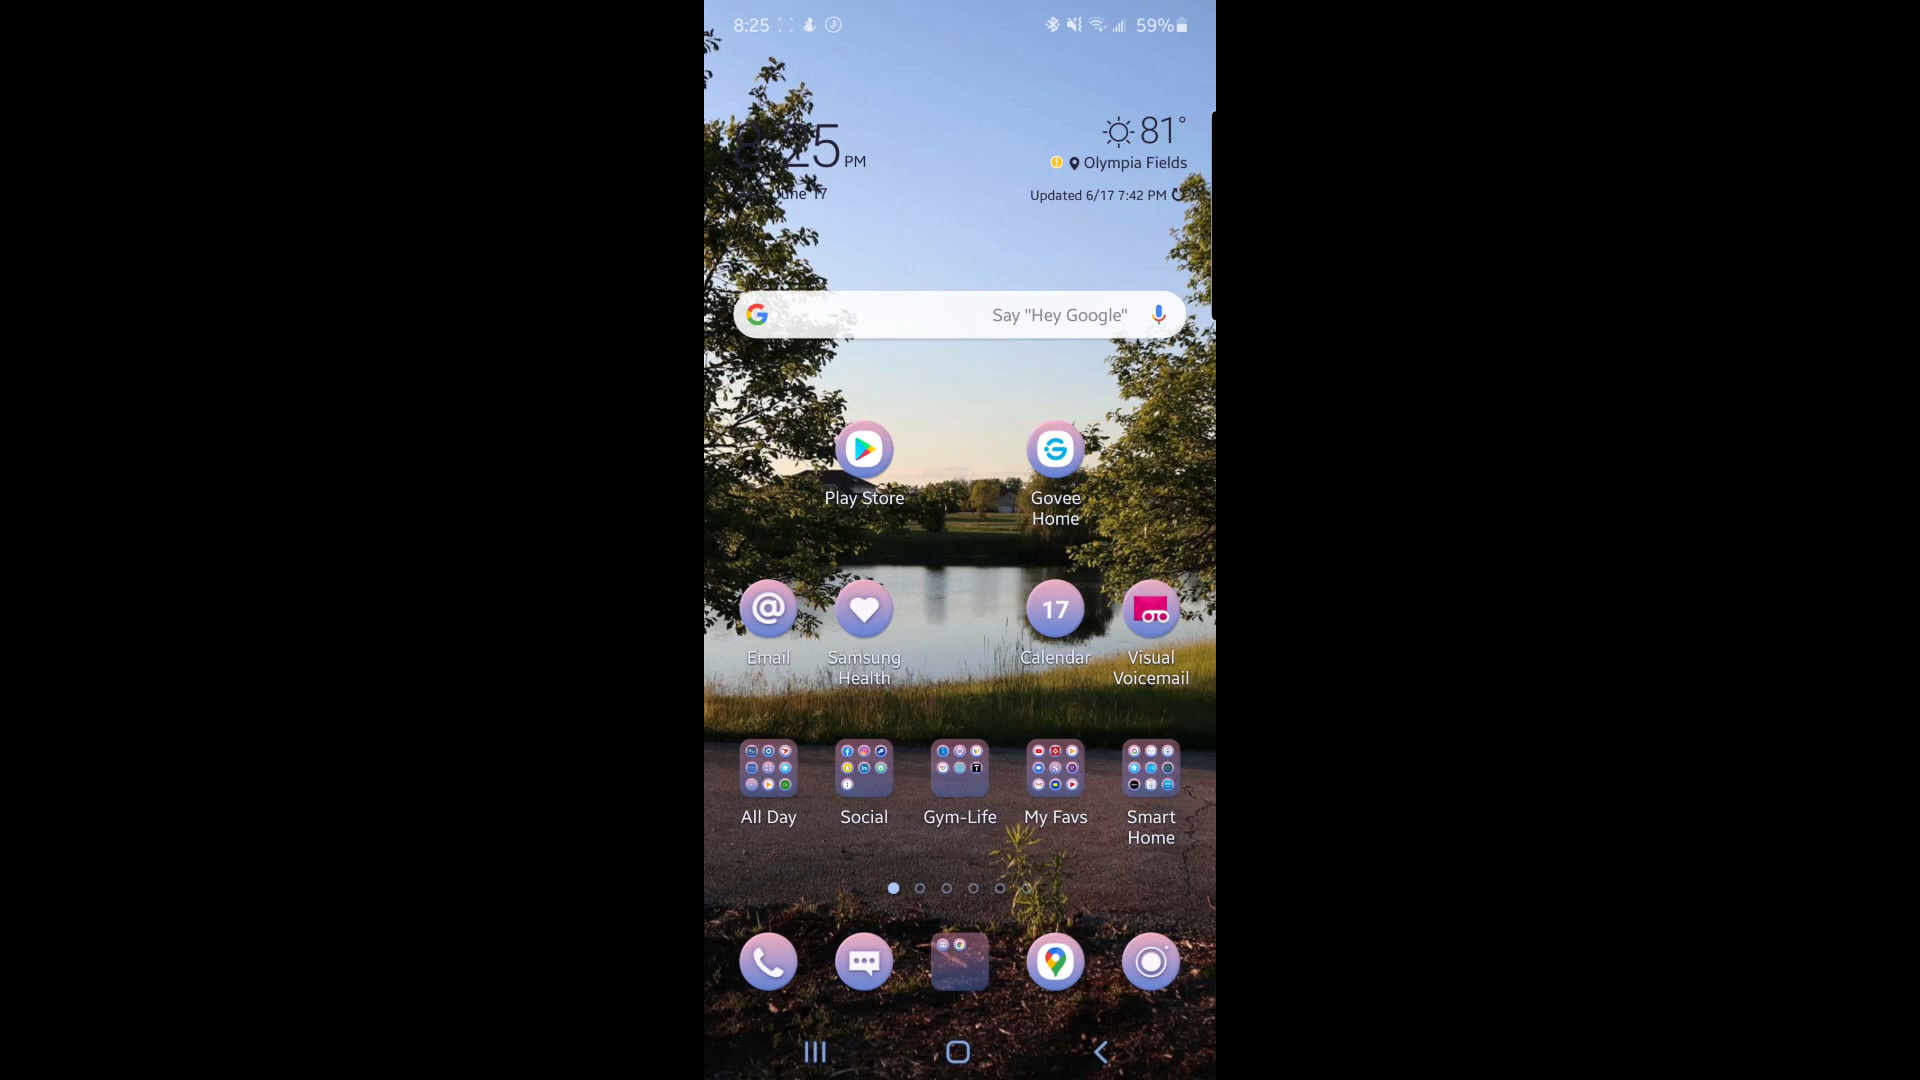 8:25
59%
8:25 PM
June 17
81°
Olympia Fields
Updated 6/17 7:42 PM
Say "Hey Google"
Play Store
Govee
Home
17
Email
Samsung
Health
Calendar
Visual
Voicemail
All Day
Social
Gym-Life
My Favs
Smart
Home